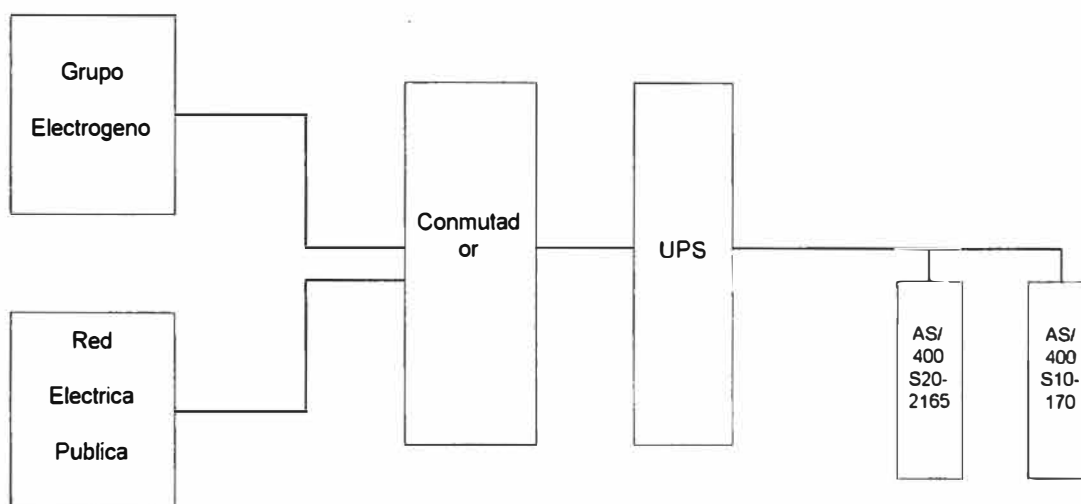 Grupo
Electrogeno
Conmutad
or
UPS
Red
Electrica
Publica
AS/
400
S20-
2165
AS/
400
S10-
170